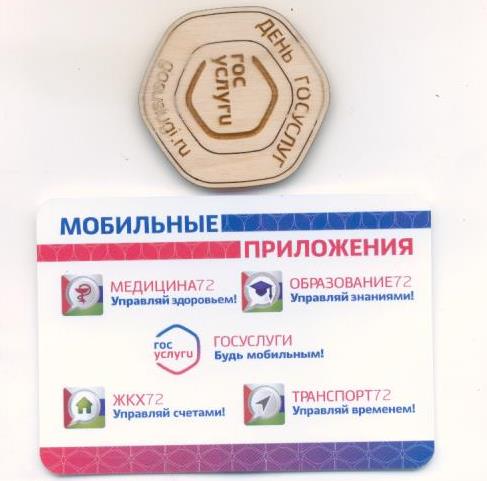 ДЕНЬ ГОСУСЛУГ
гос
услуги
gosuslugi.ru
МОБИЛЬНЫЕ
ПРИЛОЖЕНИЯ
МЕДИЦИНА72
Управляй здоровьем!
ОБРАЗОВАНИЕ72
Управляй знаниями!
гос
услуги
ГОСУСЛУГИ
Будь мобильным!
ЖКХ72
Управляй счетами!
ТРАНСПОРТ72
Управляй временем!